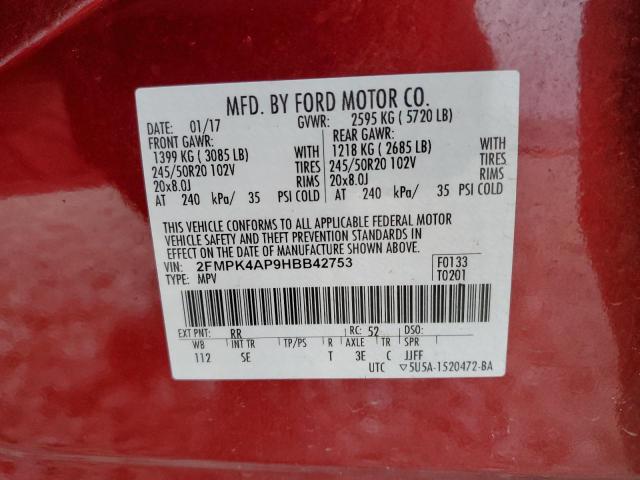 MFD. BY FORD MOTOR CO.
DATE: 01/17 GVWR: 2595 KG ( 5720 LB)
FRONT GAWR: REAR GAWR:
1399 KG ( 3085 LB) WITH 1218 KG ( 2685 LB) WITH
245/50R20 102V TIRES 245/50R20 102V TIRES
20x8.0J RIMS 20x8.0J RIMS
AT 240 kPa/ 35 PSI COLD AT 240 kPa/ 35 PSI COLD
THIS VEHICLE CONFORMS TO ALL APPLICABLE FEDERAL MOTOR
VEHICLE SAFETY AND THEFT PREVENTION STANDARDS IN
EFFECT ON THE DATE OF MANUFACTURE SHOWN ABOVE.
VIN: 2FMPK4AP9HBB42753 F0133
TYPE: MPV T0201
EXT PNT: RR RC: 52 DSO:
WB INT TR TP/PS R AXLE TR SPR
112 SE T 3E C JJFF
UTC ▽5U5A-1520472-BA